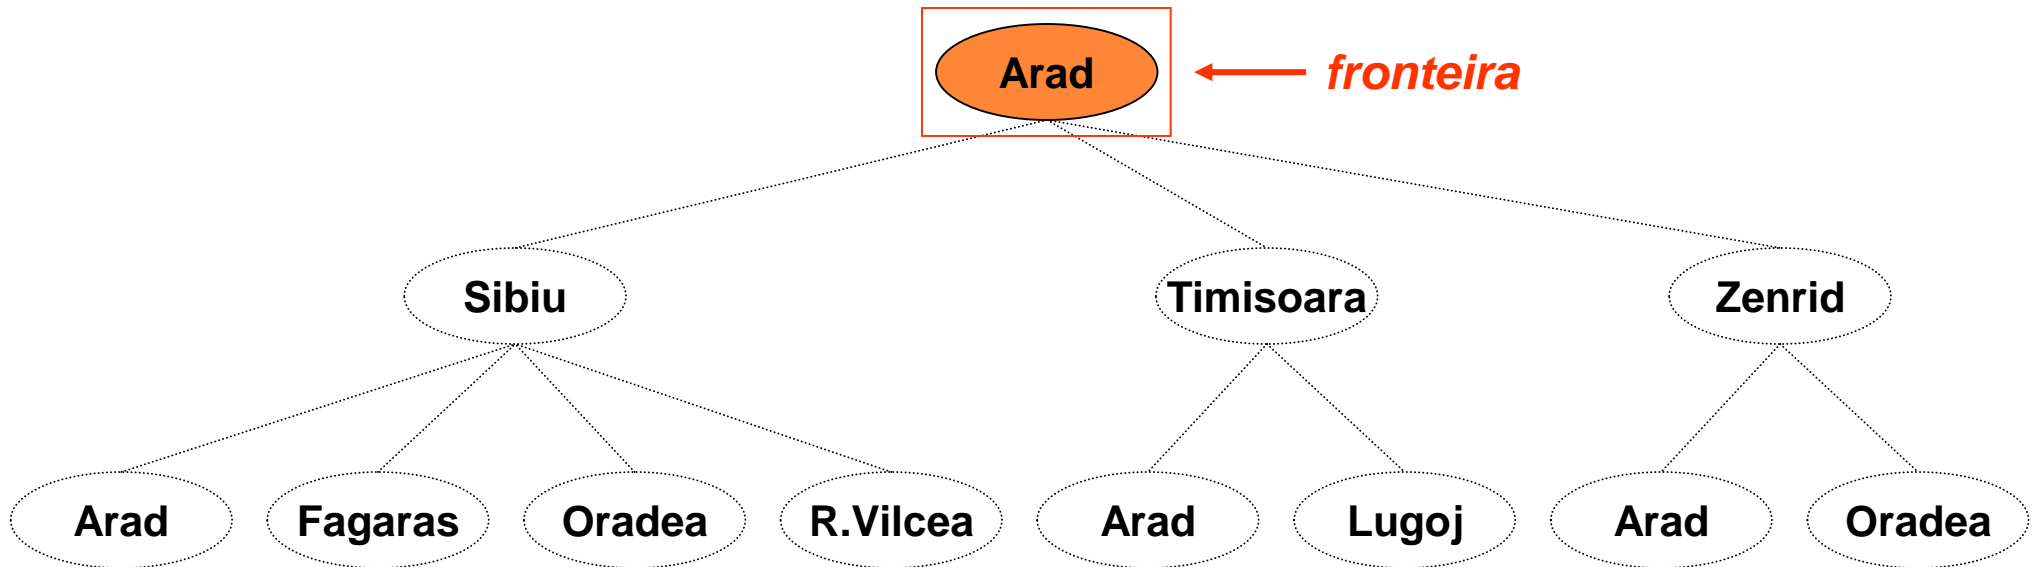 Arad
fronteira
Sibiu
Timisoara
Zenrid
Arad
Fagaras
Oradea
R.Vilcea
Arad
Lugoj
Arad
Oradea